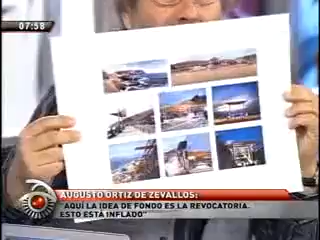 07:58
AUGUSTO ORTIZ DE ZEVALLOS:
"AQUÍ LA IDEA DE FONDO ES LA REVOCATORIA.
ESTO ESTÁ INFLADO"